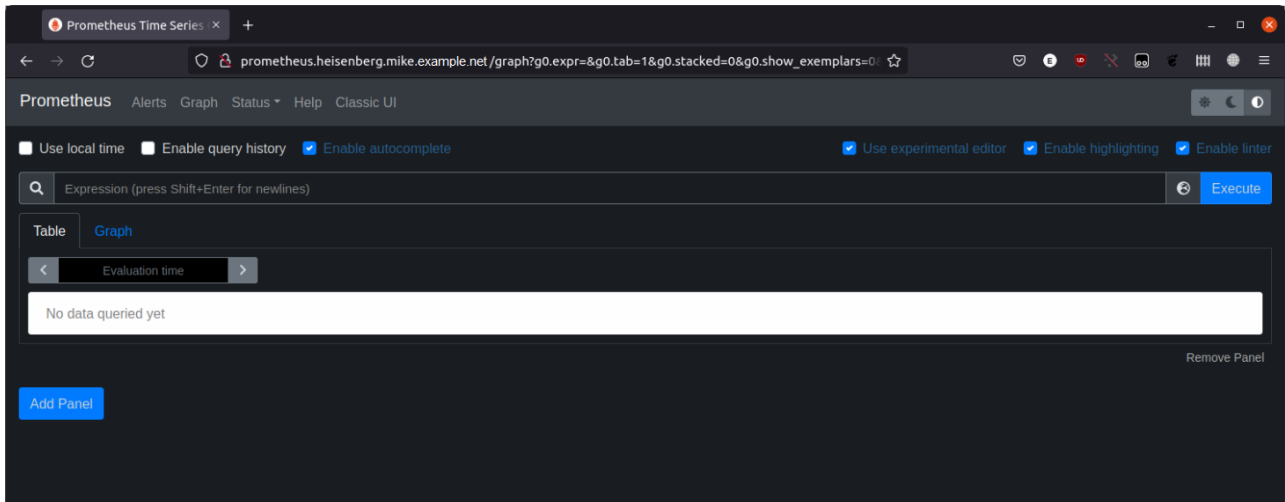 Prometheus Time Series
prometheus.heisenberg.mike.example.net/graph?g0.expr=&g0.tab=1&g0.stacked=0&g0.show_exemplars=0
Prometheus Alerts Graph Status Help Classic UI
Use local time Enable query history Enable autocomplete Use experimental editor Enable highlighting Enable linter
Expression (press Shift+Enter for newlines) Execute
Table Graph
Evaluation time
No data queried yet
Remove Panel
Add Panel